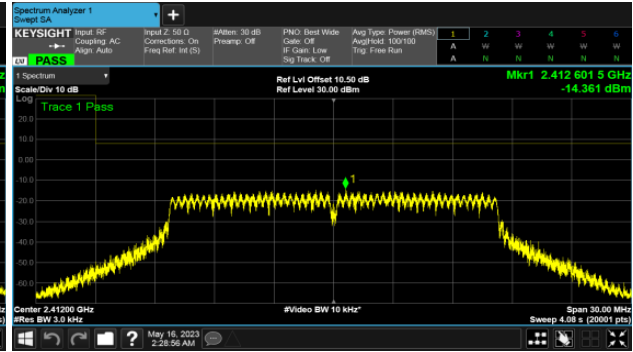 Spectrum Analyzer 1
Swept SA
+
KEYSIGHT Input: RF Input Z: 50 Ω #Atten: 30 dB PNO: Best Wide Avg Type: Power (RMS) 1 2 3 4 5 6
Coupling: AC Corrections: On Preamp: Off Gate: Off Avg|Hold: 100/100 A W W W W W
Align: Auto Freq Ref: Int (S) IF Gain: Low Trig: Free Run
LXI PASS Sig Track: Off A N N N N N
1 Spectrum Ref Lvl Offset 10.50 dB Mkr1 2.412 601 5 GHz
Scale/Div 10 dB Ref Level 30.00 dBm -14.361 dBm
Log Trace 1 Pass
20.0
10.0
0.00
1
-10.0
-20.0
-30.0
-40.0
-50.0
-60.0
Center 2.41200 GHz #Video BW 10 kHz* Span 30.00 MHz
#Res BW 3.0 kHz Sweep 4.08 s (20001 pts)
? May 16, 2023
2:28:56 AM